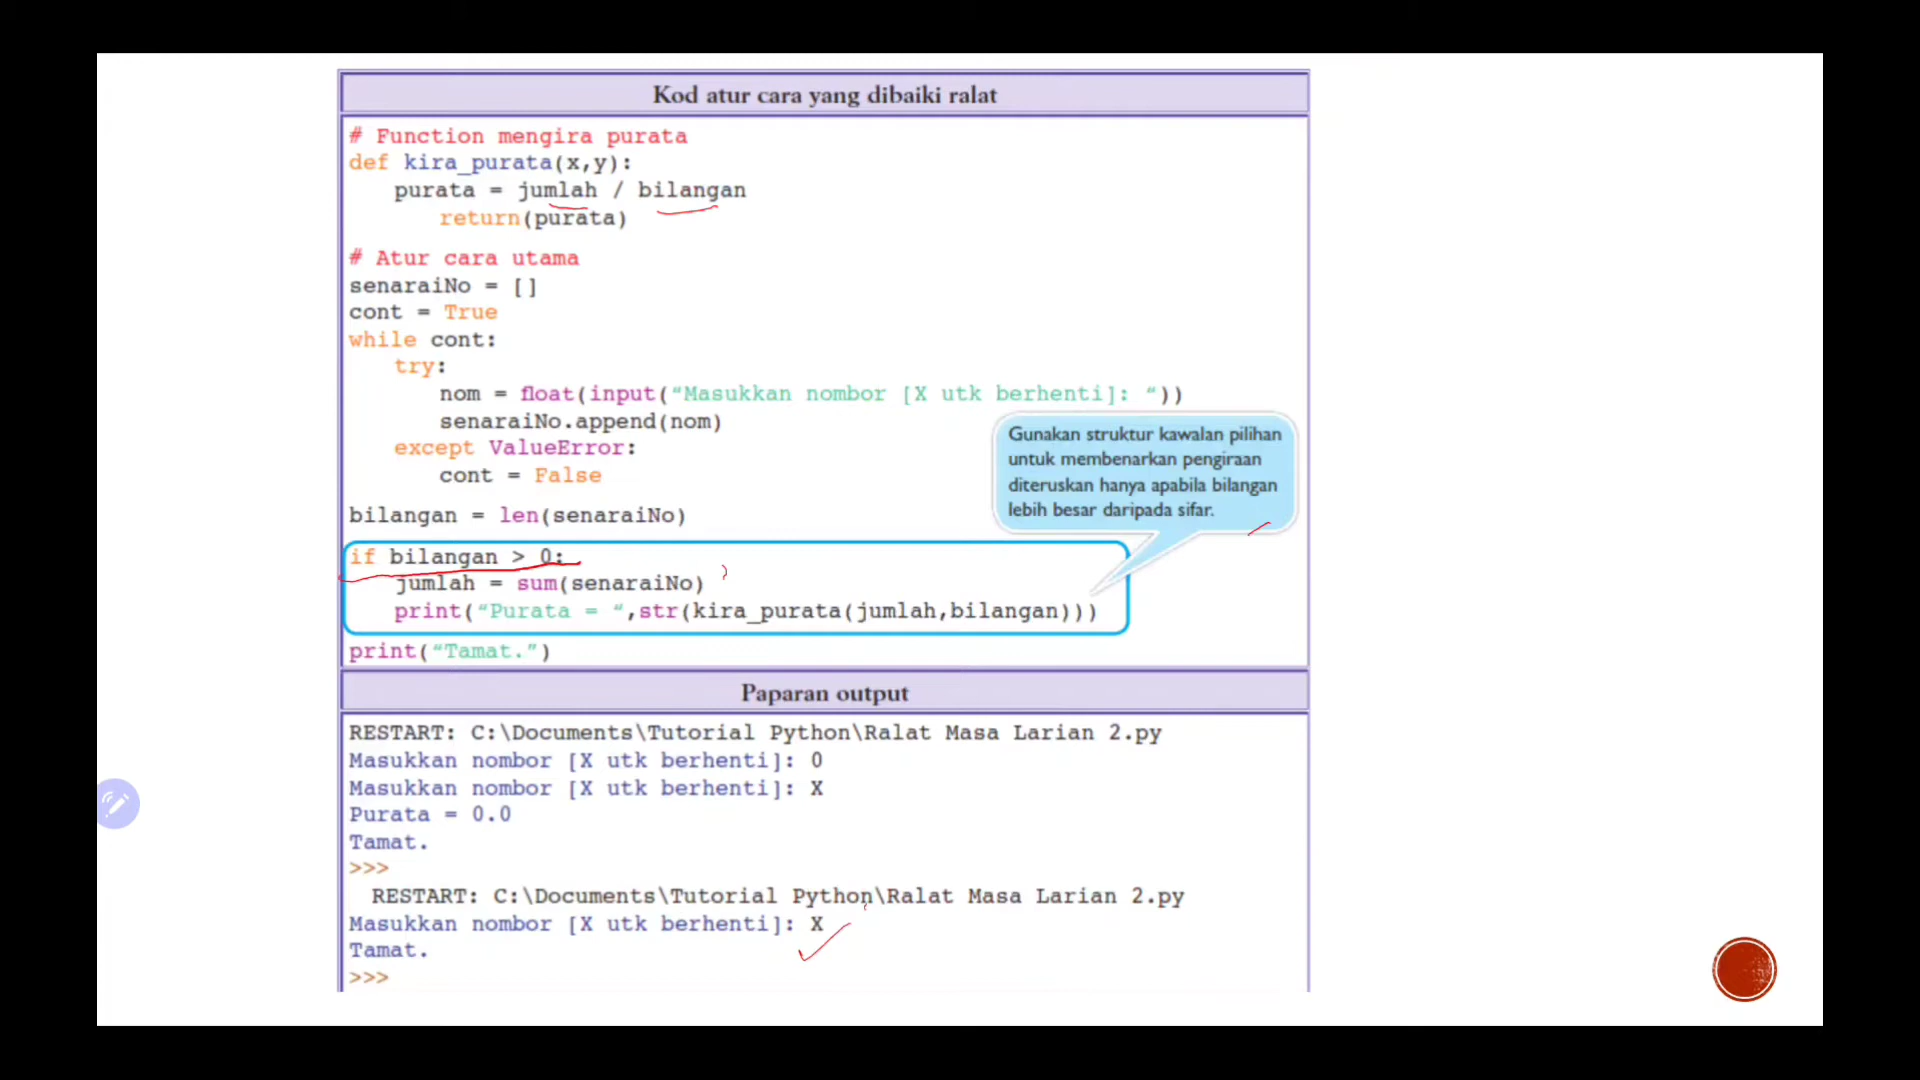 Kod atur cara yang dibaiki ralat
# Function mengira purata
def kira_purata(x,y):
purata = jumlah / bilangan
return(purata)
# Atur cara utama
senaraiNo = []
cont = True
while cont:
try:
nom = float(input(“Masukkan nombor [X utk berhenti]: “))
senaraiNo.append(nom)
except ValueError:
cont = False
bilangan = len(senaraiNo)
Gunakan struktur kawalan pilihan
untuk membenarkan pengiraan
diteruskan hanya apabila bilangan
lebih besar daripada sifar.
if bilangan > 0:
jumlah = sum(senaraiNo)
print(“Purata = “,str(kira_purata(jumlah,bilangan)))
print(“Tamat.”)
Paparan output
RESTART: C:\Documents\Tutorial Python\Ralat Masa Larian 2.py
Masukkan nombor [X utk berhenti]: 0
Masukkan nombor [X utk berhenti]: X
Purata = 0.0
Tamat.
>>>
RESTART: C:\Documents\Tutorial Python\Ralat Masa Larian 2.py
Masukkan nombor [X utk berhenti]: X
Tamat.
>>>